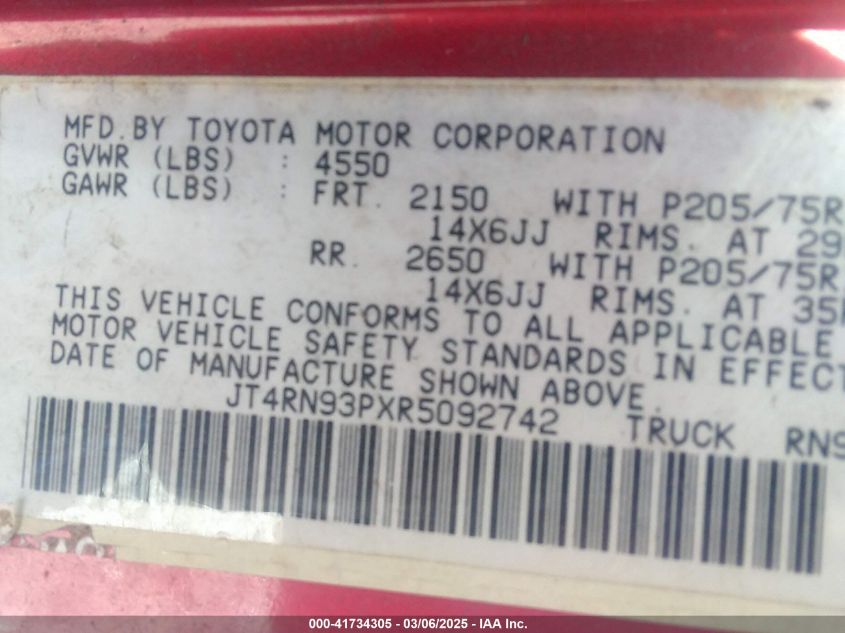 MFD. BY TOYOTA MOTOR CORPORATION
GVWR (LBS) : 4550
GAWR (LBS) : FRT. 2150 WITH P205/75R
14X6JJ RIMS. AT 29
RR. 2650 WITH P205/75R
14X6JJ RIMS. AT 35
THIS VEHICLE CONFORMS TO ALL APPLICABLE
MOTOR VEHICLE SAFETY STANDARDS IN EFFECT
DATE OF MANUFACTURE SHOWN ABOVE.
JT4RN93PXR5092742 TRUCK RN9
000-41734305 - 03/06/2025 - IAA Inc.